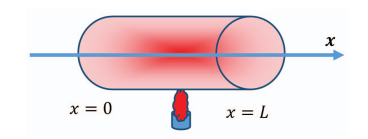 x
x = 0
x = L